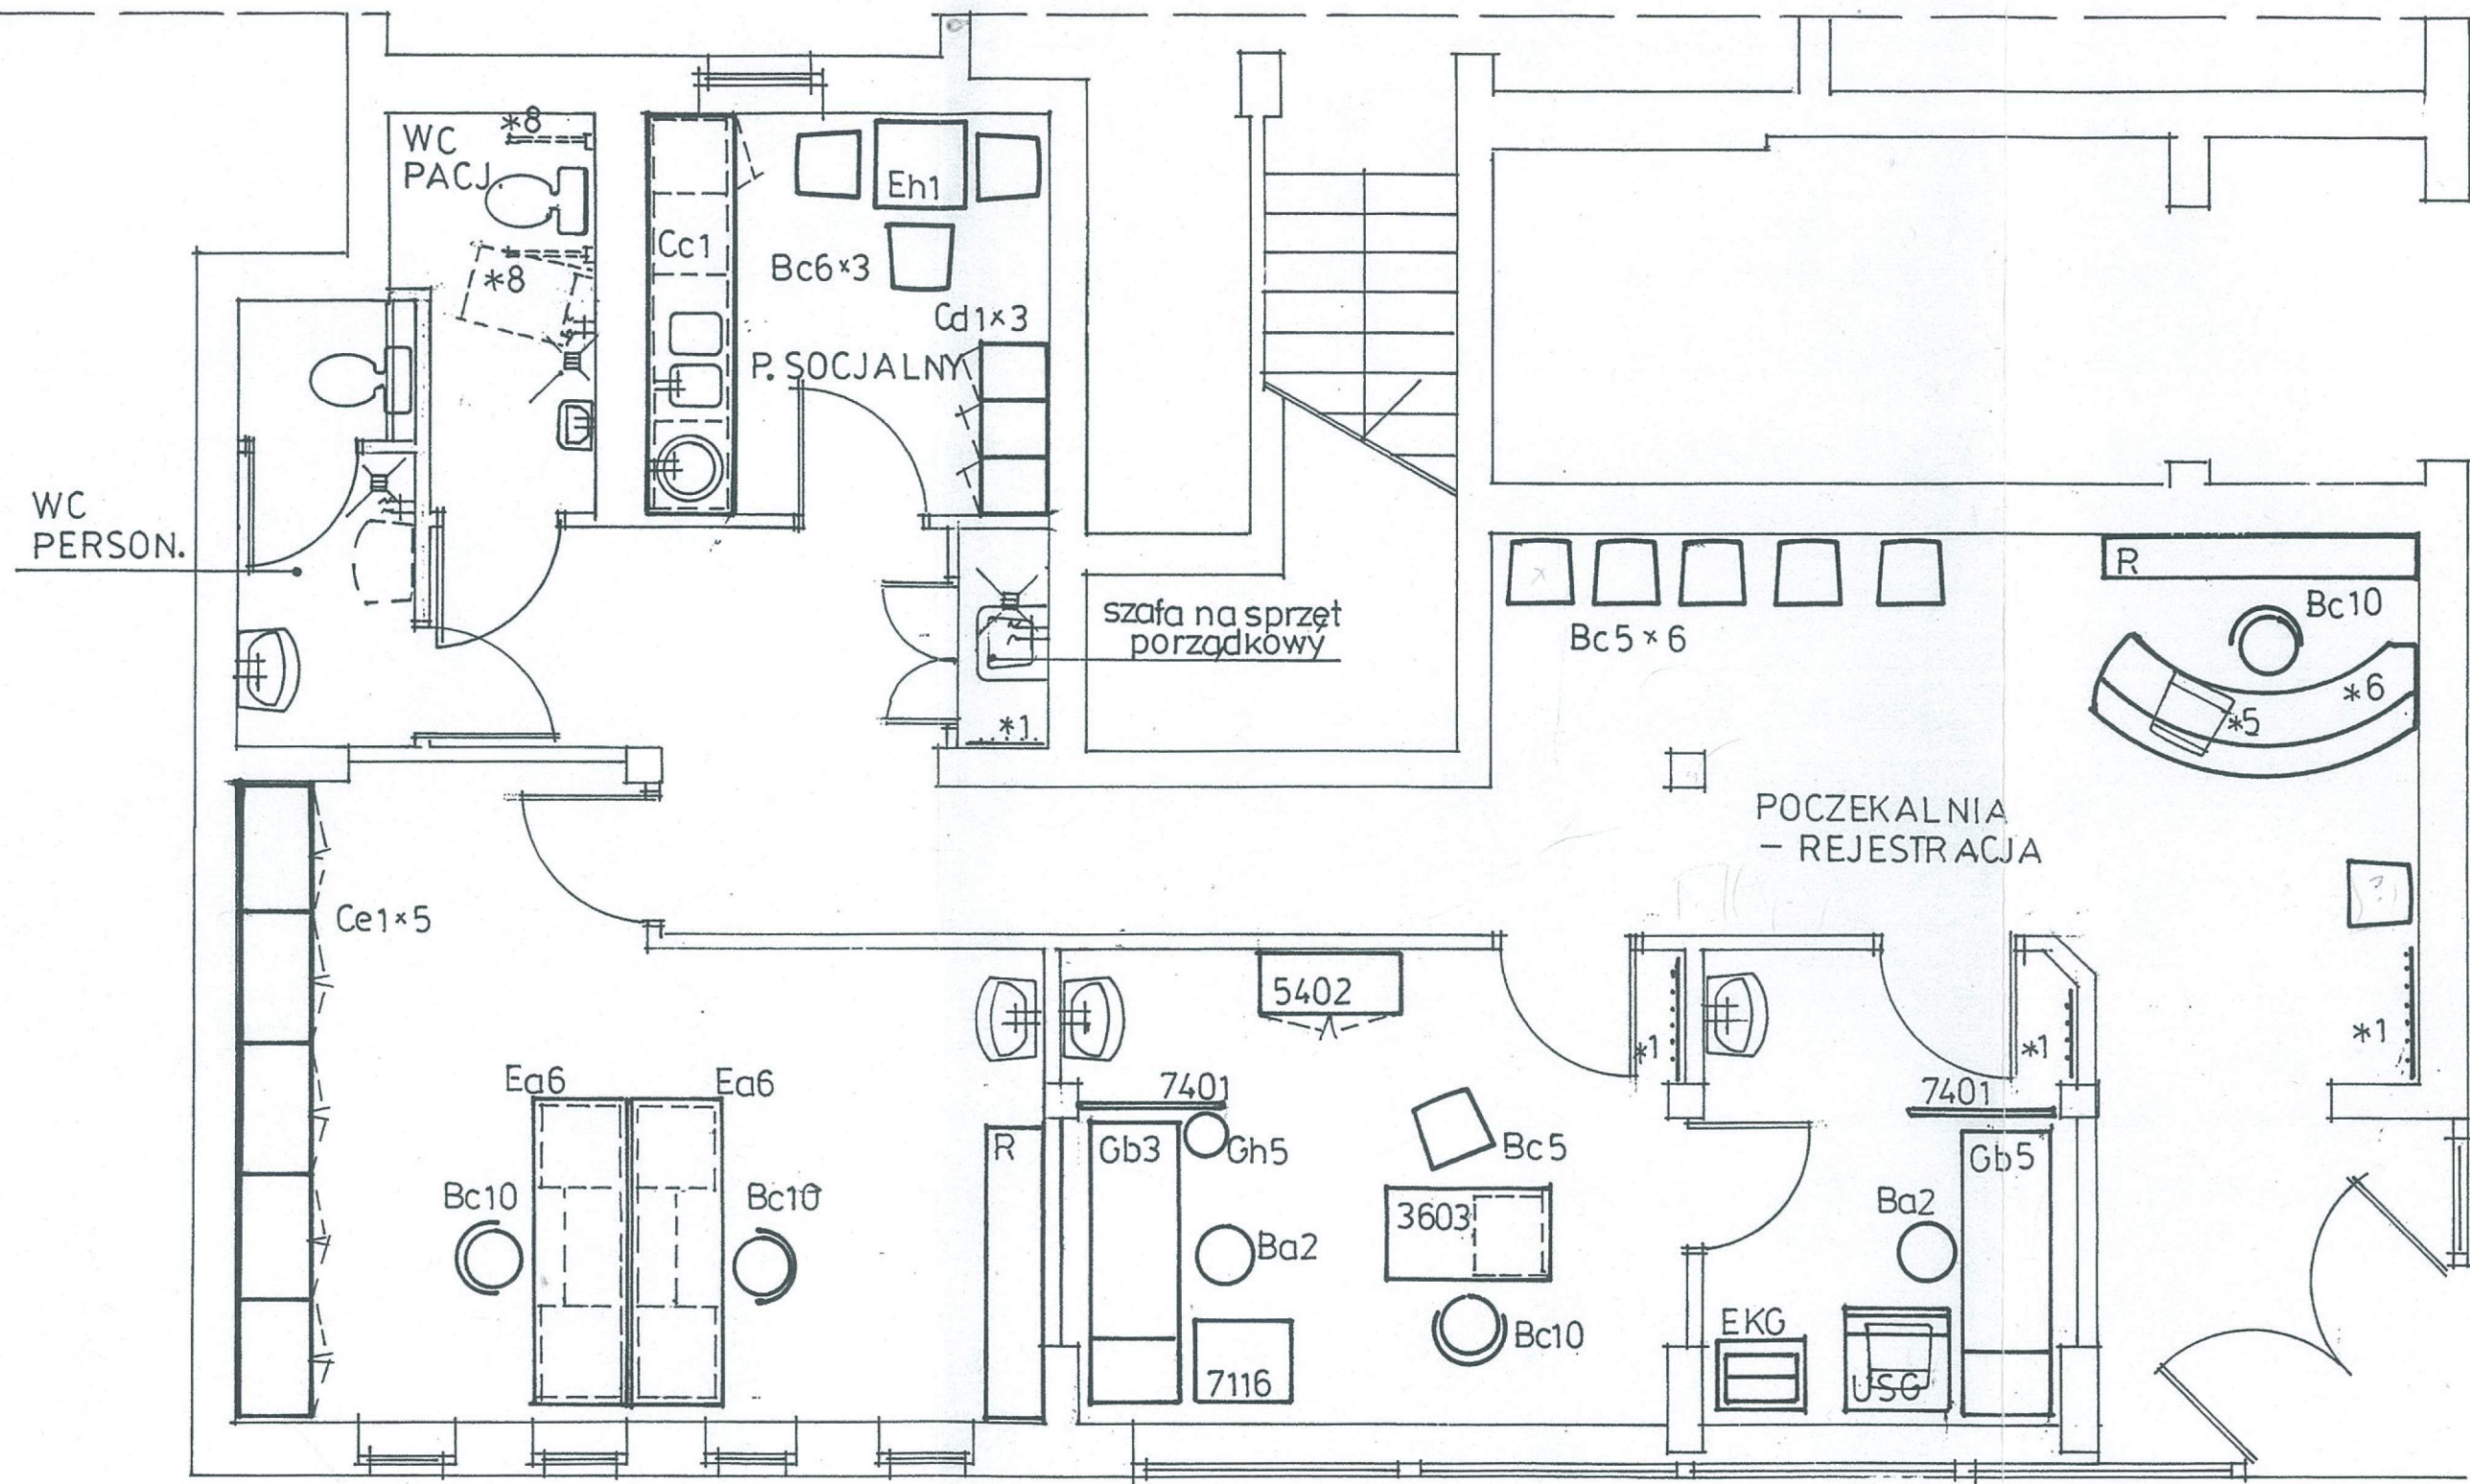 *8
WC
PACJ.
Eh1
Cc1
Bc6×3
*8
Cd1×3
P. SOCJALNY
WC
PERSON.
szafa na sprzęt
porządkowy
*1
R
Bc10
Bc5×6
*6
*5
POCZEKALNIA
– REJESTRACJA
Ce1×5
5402
*1
*1
*1
Ea6
Ea6
7401
7401
R
Gb3
Gh5
Bc5
Gb5
Bc10
Bc10
3603
Ba2
Ba2
EKG
Bc10
7116
USG